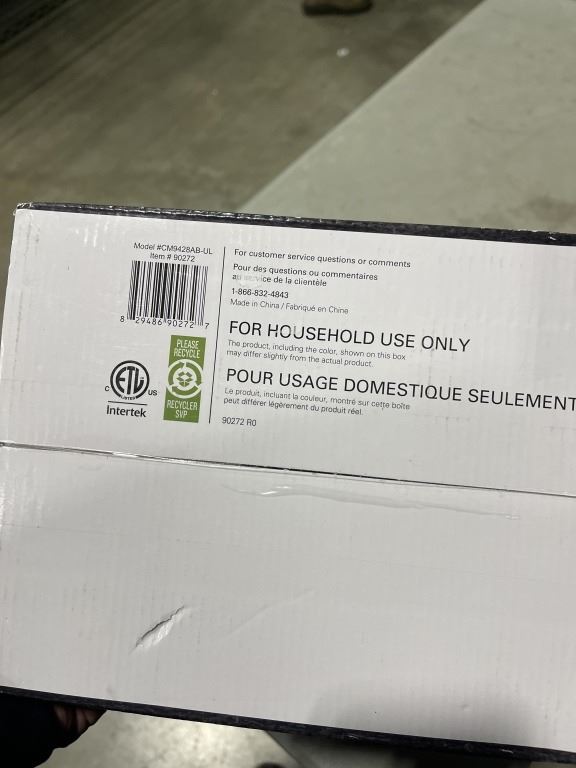 Model #CM9428AB-UL
Item # 90272
8 29486 90272 7
PLEASE
RECYCLE
RECYCLER
SVP
C ETL US
LISTED
Intertek
For customer service questions or comments
Pour des questions ou commentaires
au service de la clientèle
1-866-832-4843
Made in China / Fabriqué en Chine
FOR HOUSEHOLD USE ONLY
The product, including the color, shown on this box
may differ slightly from the actual product.
POUR USAGE DOMESTIQUE SEULEMENT
Le produit, incluant la couleur, montré sur cette boîte
peut différer légèrement du produit réel.
90272 R0